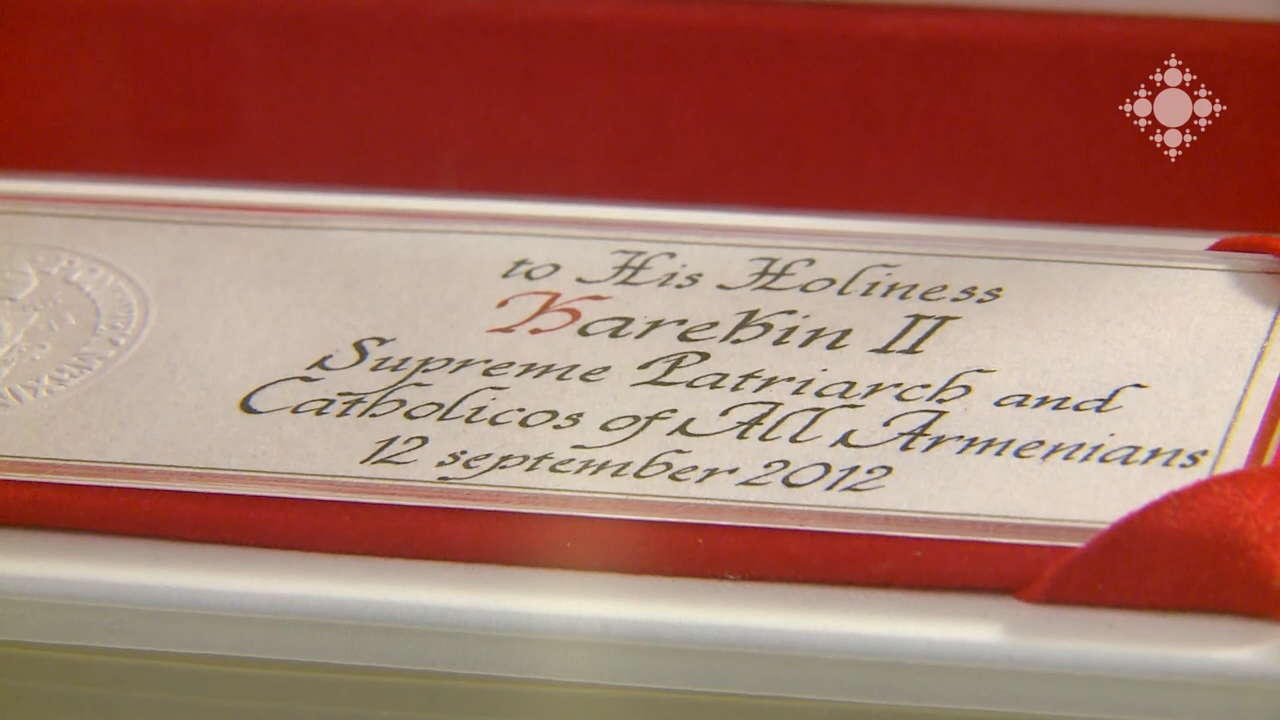 to His Holiness
Karekin II
Supreme Patriarch and
Catholicos of All Armenians
12 september 2012